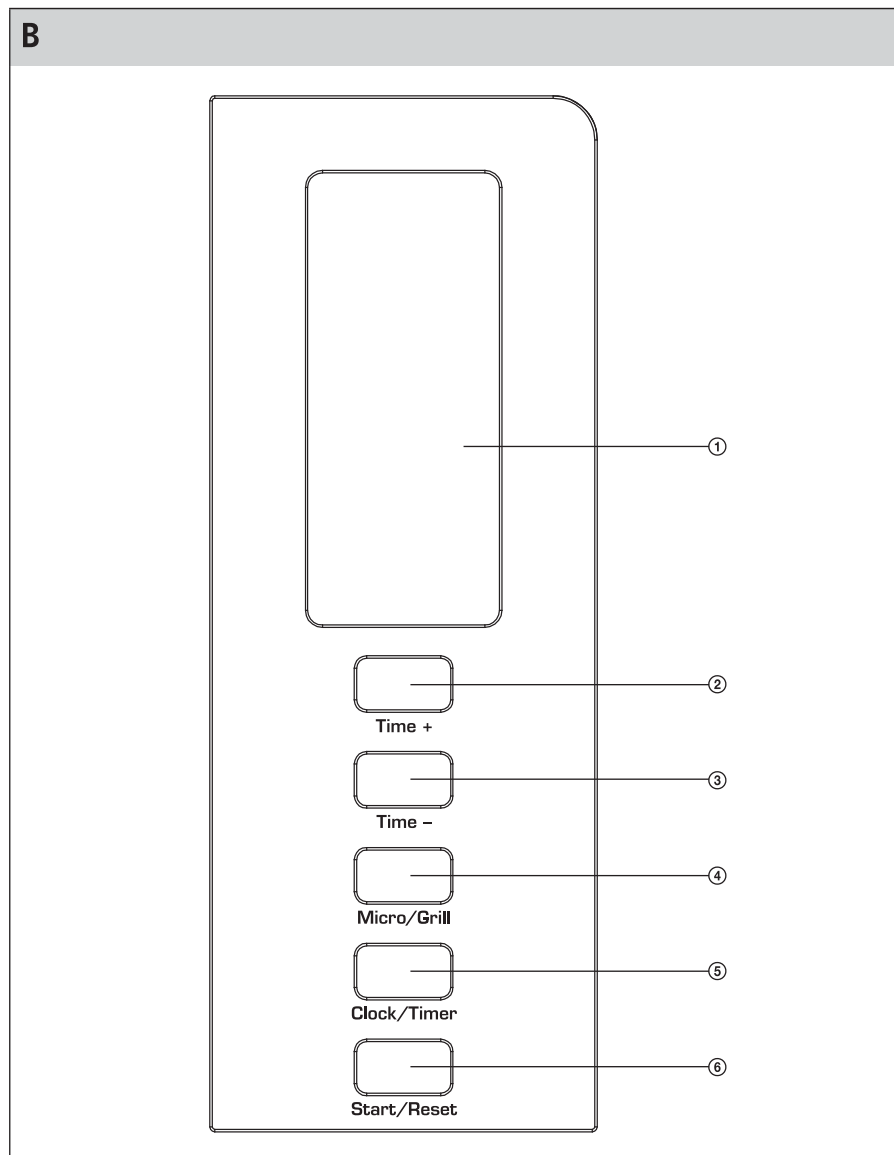 B
①
②
Time +
③
Time –
④
Micro/Grill
⑤
Clock/Timer
⑥
Start/Reset